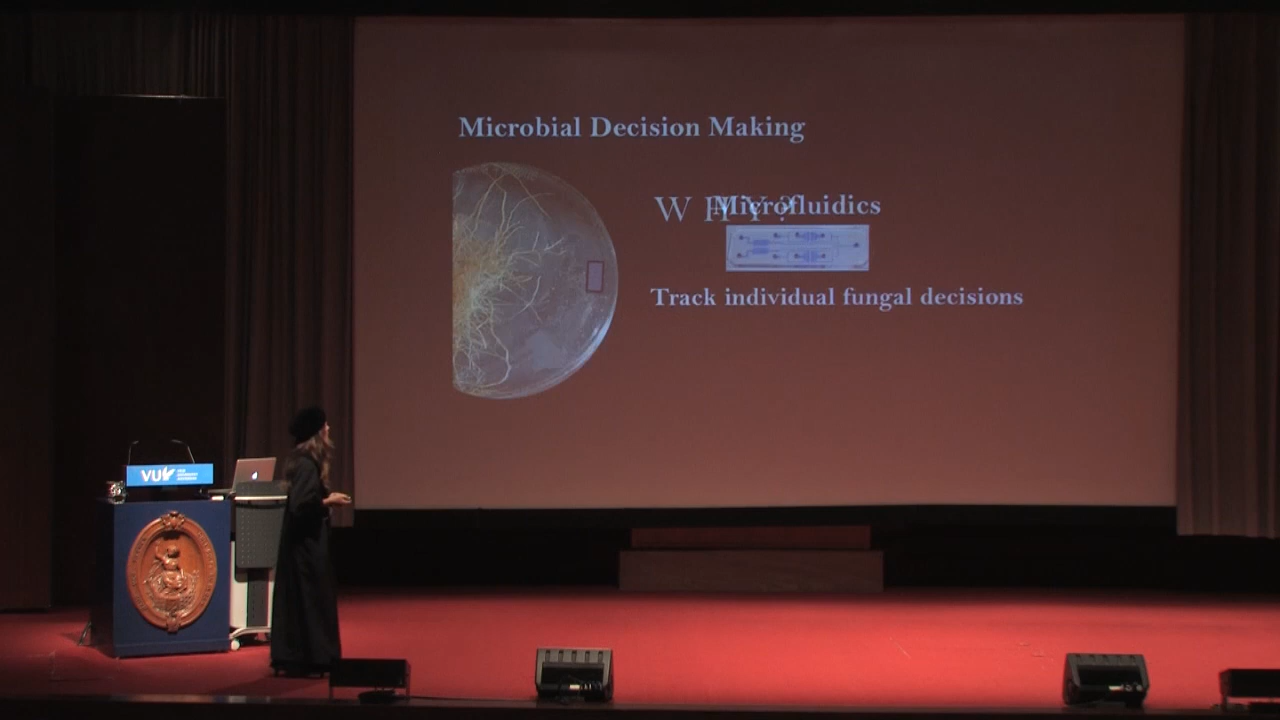 Microbial Decision Making
W H Y ?
Microfluidics
Track individual fungal decisions
VU